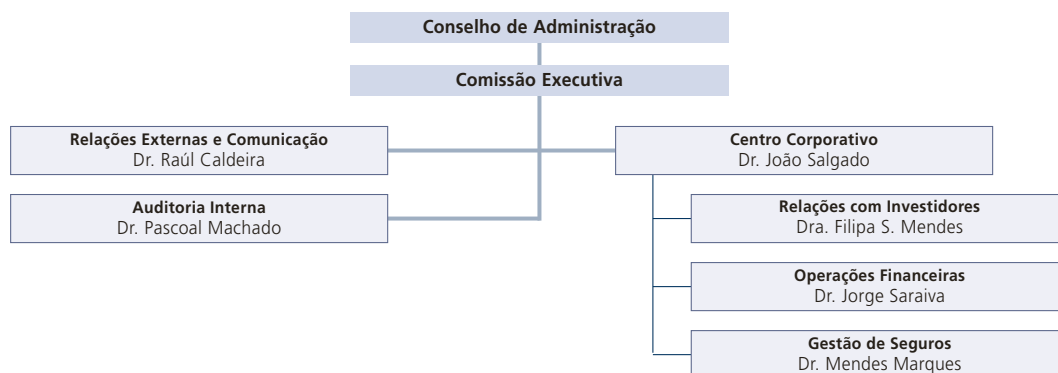 Conselho de Administração
Comissão Executiva
Relações Externas e Comunicação
Dr. Raúl Caldeira
Centro Corporativo
Dr. João Salgado
Auditoria Interna
Dr. Pascoal Machado
Relações com Investidores
Dra. Filipa S. Mendes
Operações Financeiras
Dr. Jorge Saraiva
Gestão de Seguros
Dr. Mendes Marques